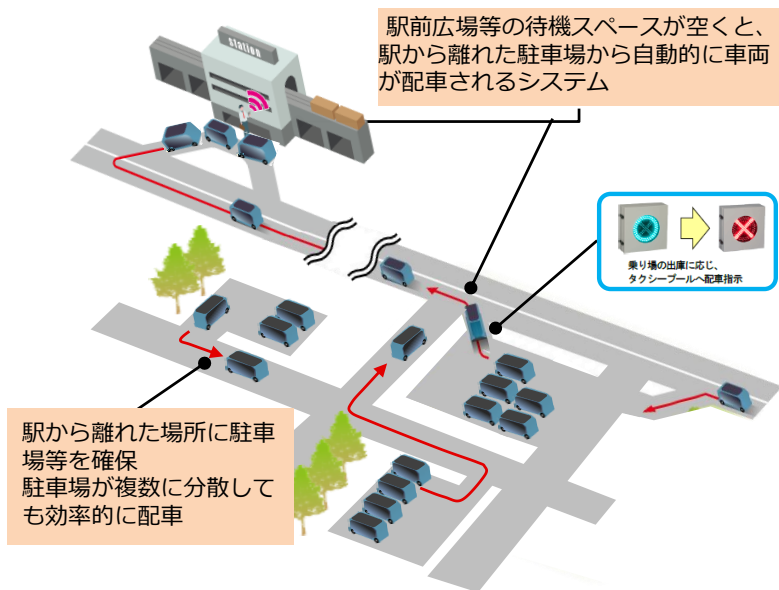 駅前広場等の待機スペースが空くと、
駅から離れた駐車場から自動的に車両
が配車されるシステム
station
乗り場の出庫に応じ、
タクシープールへ配車指示
駅から離れた場所に駐車
場等を確保
駐車場が複数に分散して
も効率的に配車